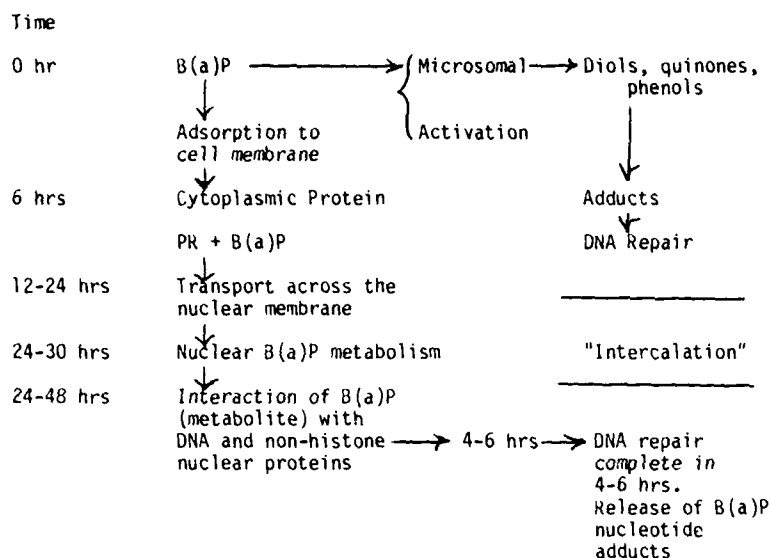 Time
0 hr B(a)P Microsomal Diols, quinones,
phenols
Adsorption to Activation
cell membrane
6 hrs Cytoplasmic Protein Adducts
PR + B(a)P DNA Repair
12-24 hrs Transport across the
nuclear membrane
24-30 hrs Nuclear B(a)P metabolism "Intercalation"
24-48 hrs Interaction of B(a)P
(metabolite) with
DNA and non-histone 4-6 hrs DNA repair
nuclear proteins complete in
4-6 hrs.
Release of B(a)P
nucleotide
adducts